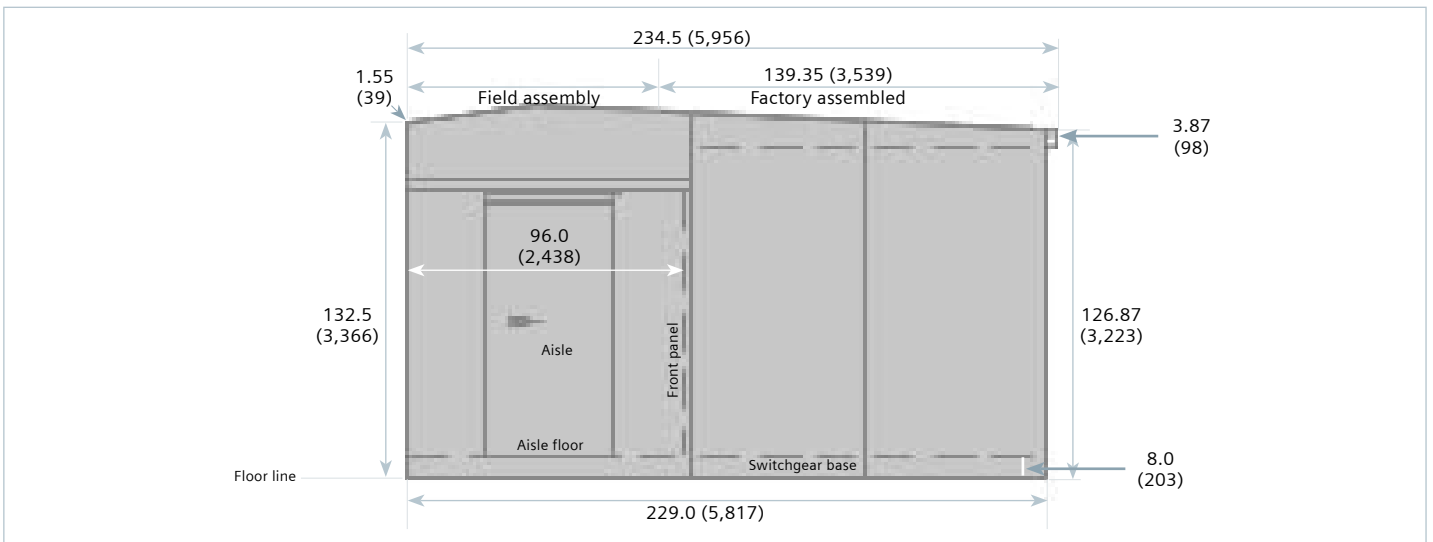 234.5 (5,956)
1.55
(39)
139.35 (3,539)
Field assembly
Factory assembled
3.87
(98)
96.0
(2,438)
132.5
(3,366)
126.87
(3,223)
Aisle
Front panel
Aisle floor
Switchgear base
8.0
(203)
Floor line
229.0 (5,817)